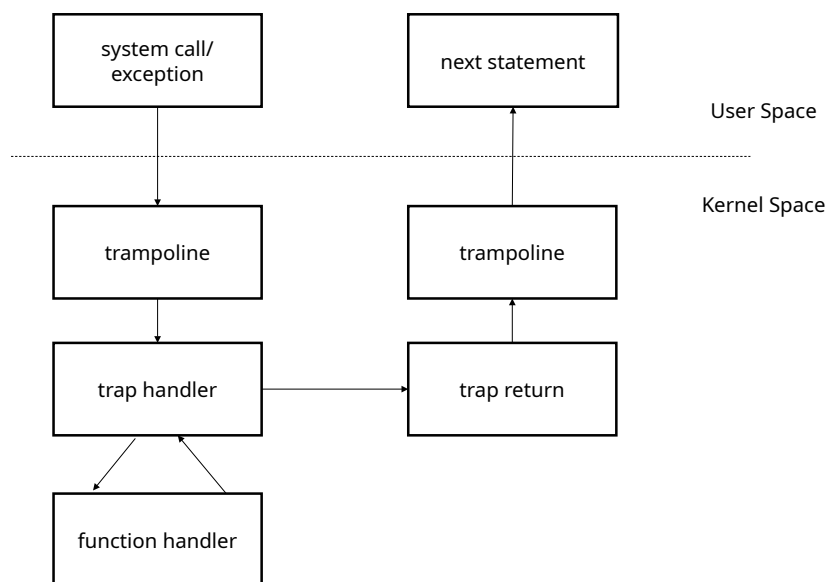 system call/
exception
next statement
User Space
Kernel Space
trampoline
trampoline
trap handler
trap return
function handler